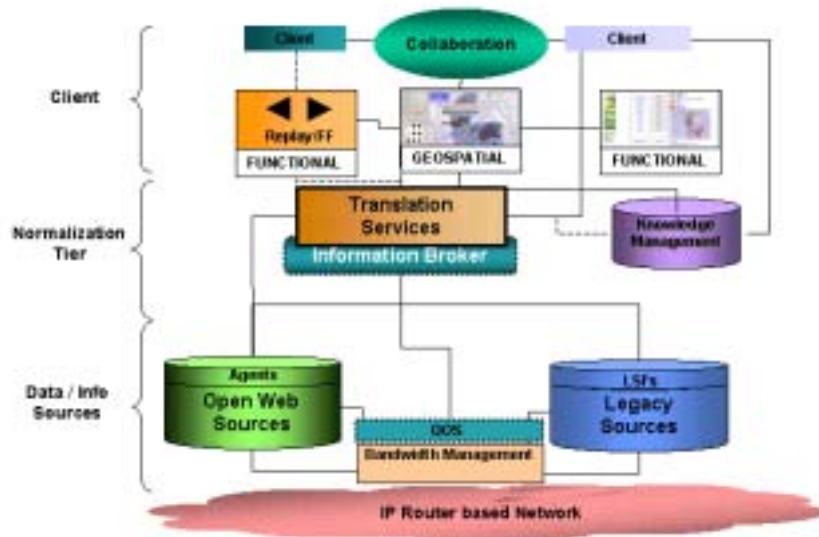 Client
Collaboration
Client
Client
Replay/FF
FUNCTIONAL
GEOSPATIAL
FUNCTIONAL
Normalization
Tier
Translation
Services
Information Broker
Knowledge
Management
Data / Info
Sources
Agents
Open Web
Sources
LSFs
Legacy
Sources
QOS
Bandwidth Management
IP Router based Network